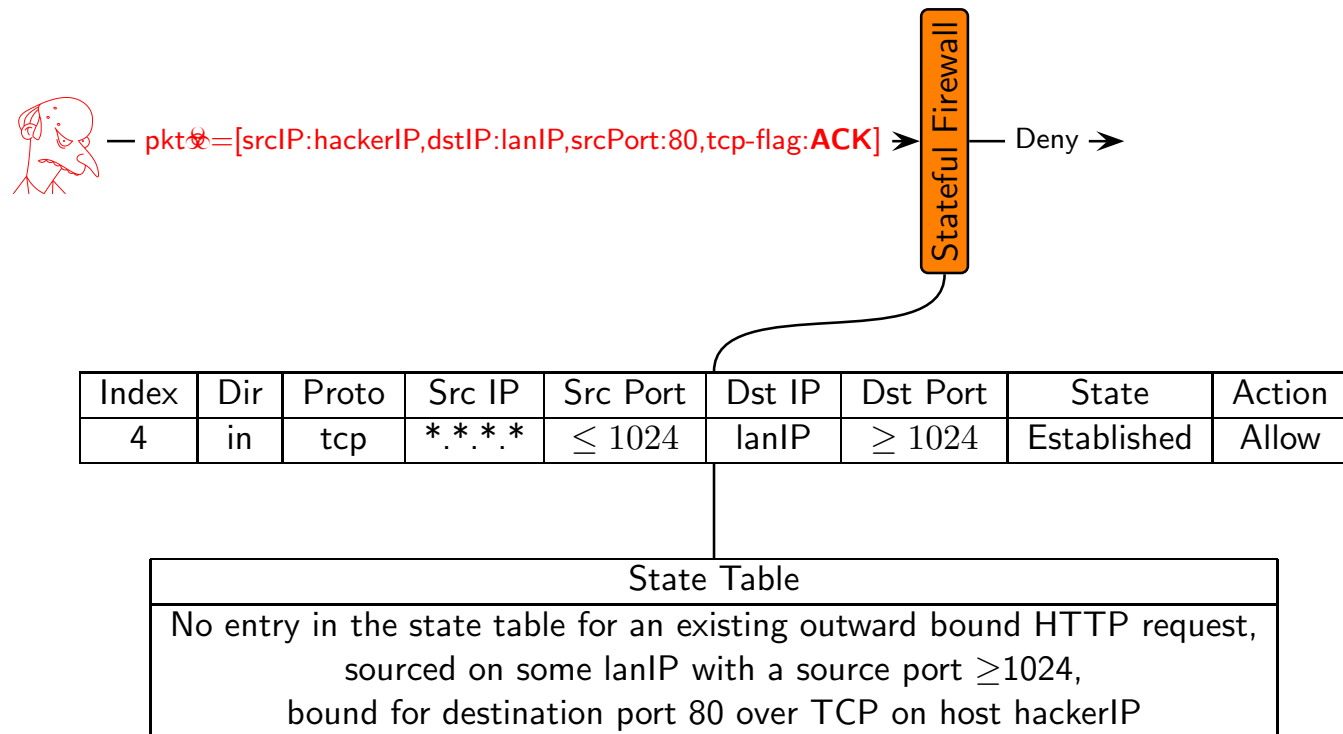 Stateful Firewall
pkt☣=[srcIP:hackerIP,dstIP:lanIP,srcPort:80,tcp-flag:ACK]
Deny
Index Dir Proto Src IP Src Port Dst IP Dst Port State Action
4 in tcp *.*.*.* ≤ 1024 lanIP ≥ 1024 Established Allow
State Table
No entry in the state table for an existing outward bound HTTP request,
sourced on some lanIP with a source port ≥1024,
bound for destination port 80 over TCP on host hackerIP